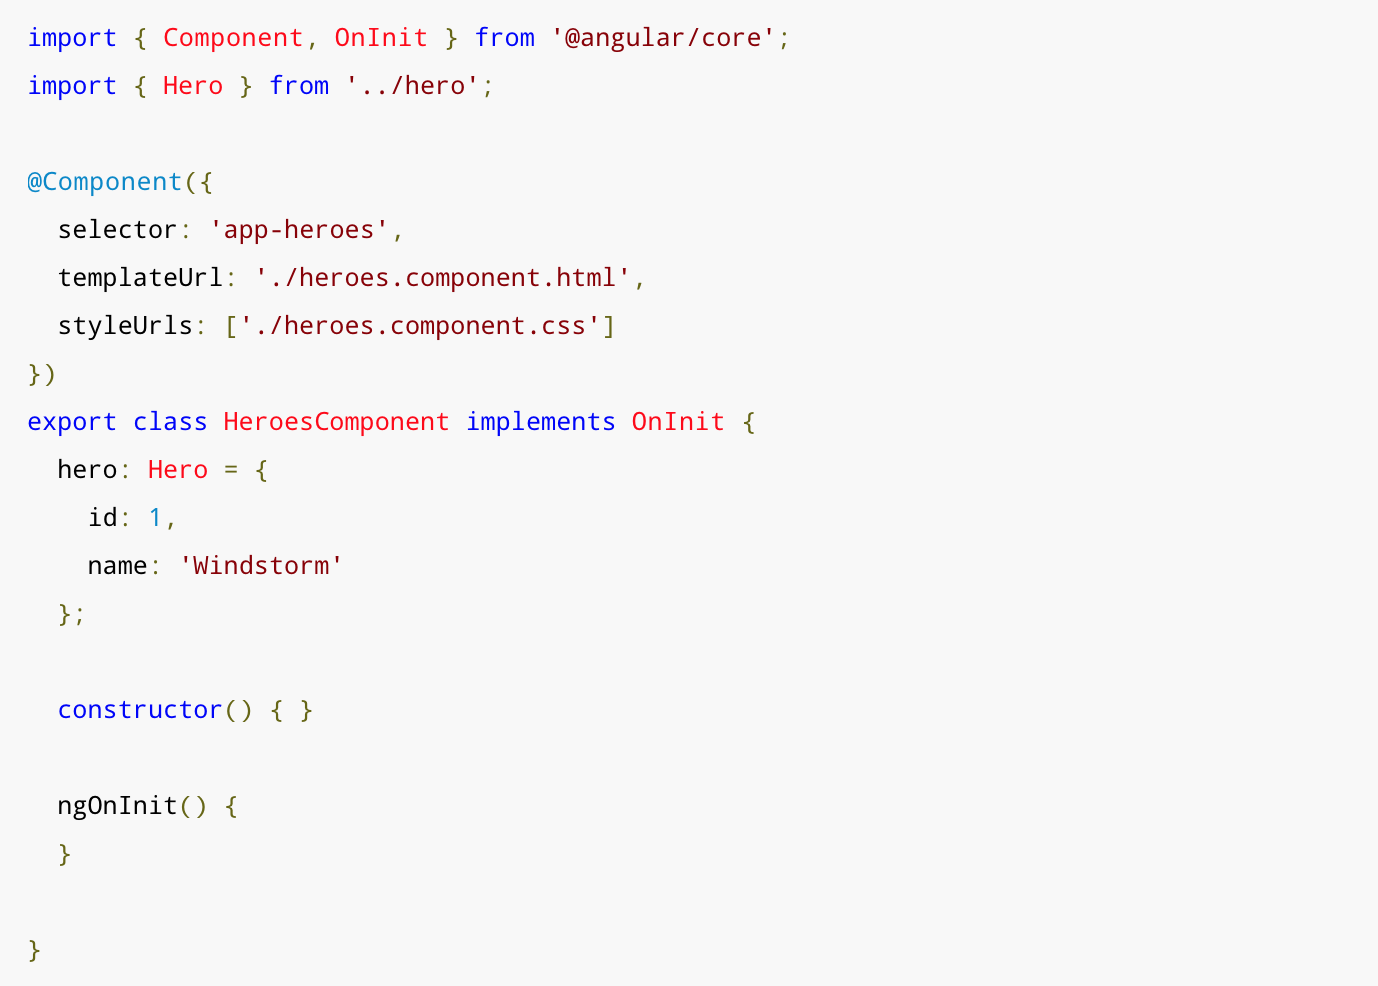 import { Component, OnInit } from '@angular/core';
import { Hero } from '../hero';

@Component({
  selector: 'app-heroes',
  templateUrl: './heroes.component.html',
  styleUrls: ['./heroes.component.css']
})
export class HeroesComponent implements OnInit {
  hero: Hero = {
    id: 1,
    name: 'Windstorm'
  };

  constructor() { }

  ngOnInit() {
  }

}